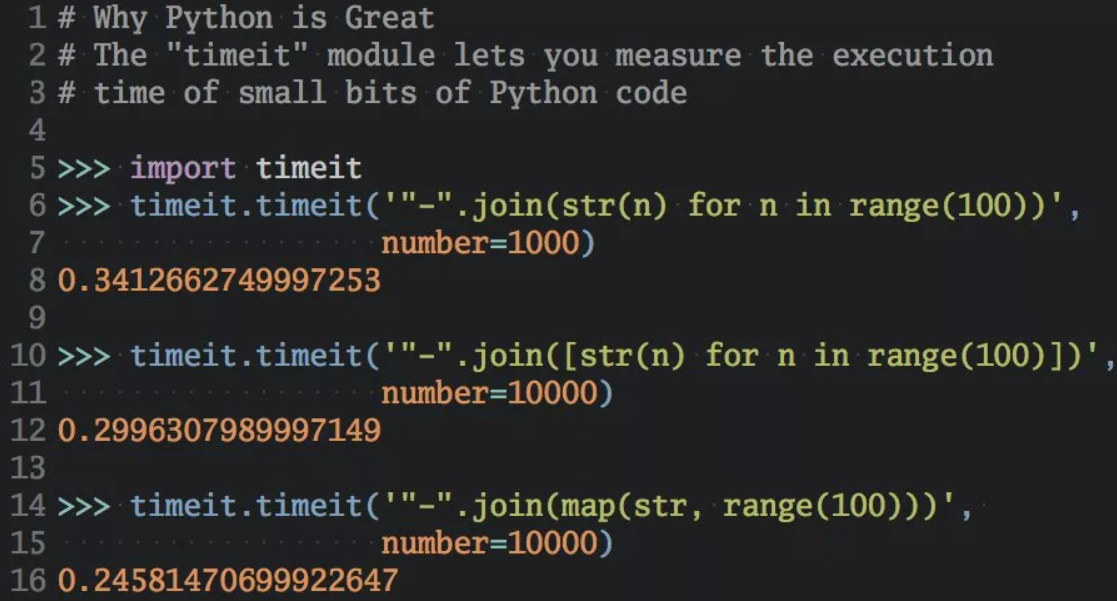 1 # Why Python is Great
2 # The "timeit" module lets you measure the execution
3 # time of small bits of Python code
4
5 >>> import timeit
6 >>> timeit.timeit('"-".join(str(n) for n in range(100))',
7 number=1000)
8 0.3412662749997253
9
10 >>> timeit.timeit('"-".join([str(n) for n in range(100)])',
11 number=10000)
12 0.2996307989997149
13
14 >>> timeit.timeit('"-".join(map(str, range(100)))',
15 number=10000)
16 0.24581470699922647